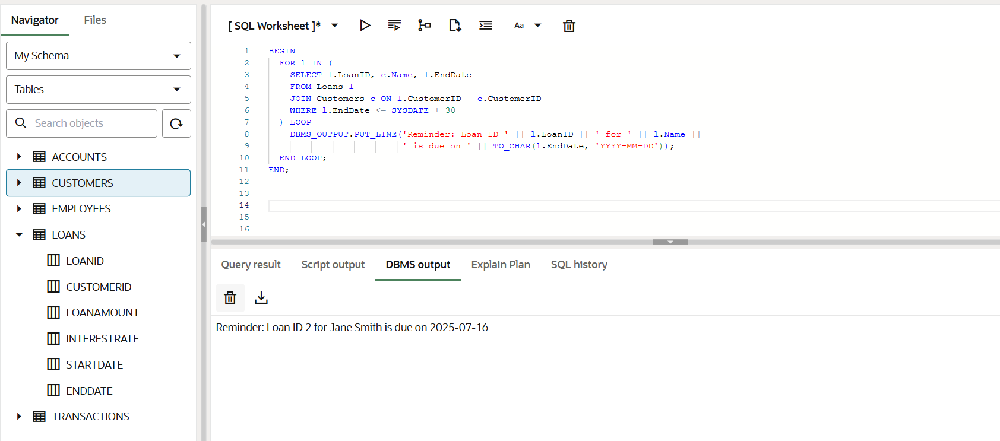 Navigator Files
My Schema
Tables
Search objects
ACCOUNTS
CUSTOMERS
EMPLOYEES
LOANS
LOANID
CUSTOMERID
LOANAMOUNT
INTERESTRATE
STARTDATE
ENDDATE
TRANSACTIONS
[ SQL Worksheet ]* Aa
1 BEGIN
2 FOR l IN (
3 SELECT l.LoanID, c.Name, l.EndDate
4 FROM Loans l
5 JOIN Customers c ON l.CustomerID = c.CustomerID
6 WHERE l.EndDate <= SYSDATE + 30
7 ) LOOP
8 DBMS_OUTPUT.PUT_LINE('Reminder: Loan ID ' || l.LoanID || ' for ' || l.Name ||
9 ' is due on ' || TO_CHAR(l.EndDate, 'YYYY-MM-DD'));
10 END LOOP;
11 END;
12
13
14
15
16
Query result Script output DBMS output Explain Plan SQL history
Reminder: Loan ID 2 for Jane Smith is due on 2025-07-16